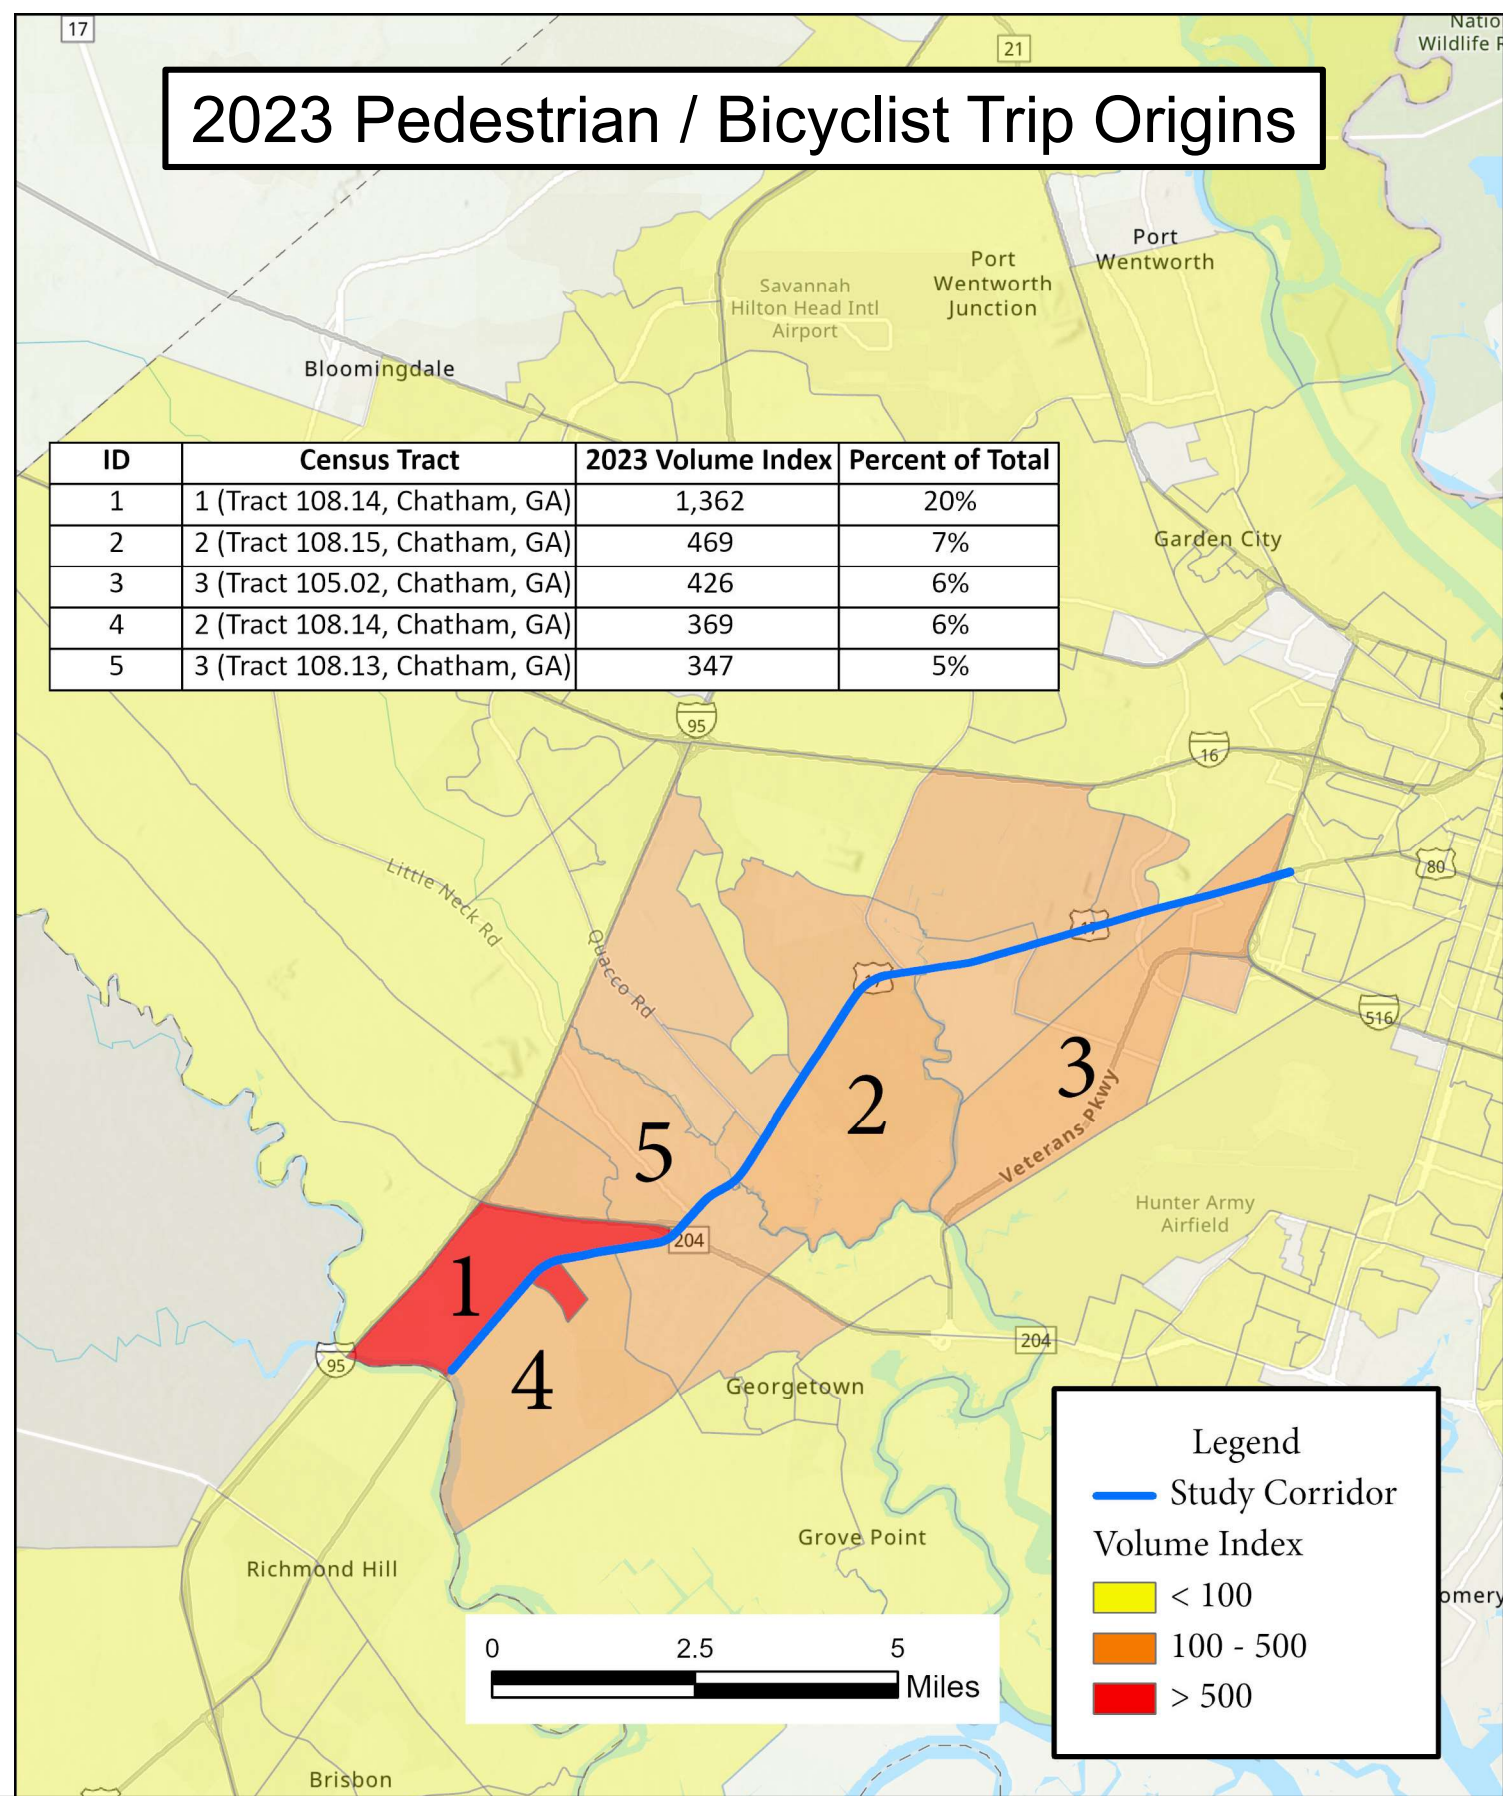 17
21
Natio
Wildlife R
2023 Pedestrian / Bicyclist Trip Origins
Port
Wentworth
Port
Wentworth
Junction
Savannah
Hilton Head Intl
Airport
Bloomingdale
ID Census Tract 2023 Volume Index Percent of Total
1 1 (Tract 108.14, Chatham, GA) 1,362 20%
2 2 (Tract 108.15, Chatham, GA) 469 7%
3 3 (Tract 105.02, Chatham, GA) 426 6%
4 2 (Tract 108.14, Chatham, GA) 369 6%
5 3 (Tract 108.13, Chatham, GA) 347 5%
Garden City
95
16
80
Little Neck Rd
Quacco Rd
17
17
516
3
2
5
Veterans Pkwy
Hunter Army
Airfield
204
1
95
204
4
Georgetown
Grove Point
Richmond Hill
Brisbon
omery
Legend
Study Corridor
Volume Index
< 100
100 - 500
> 500
0 2.5 5
Miles